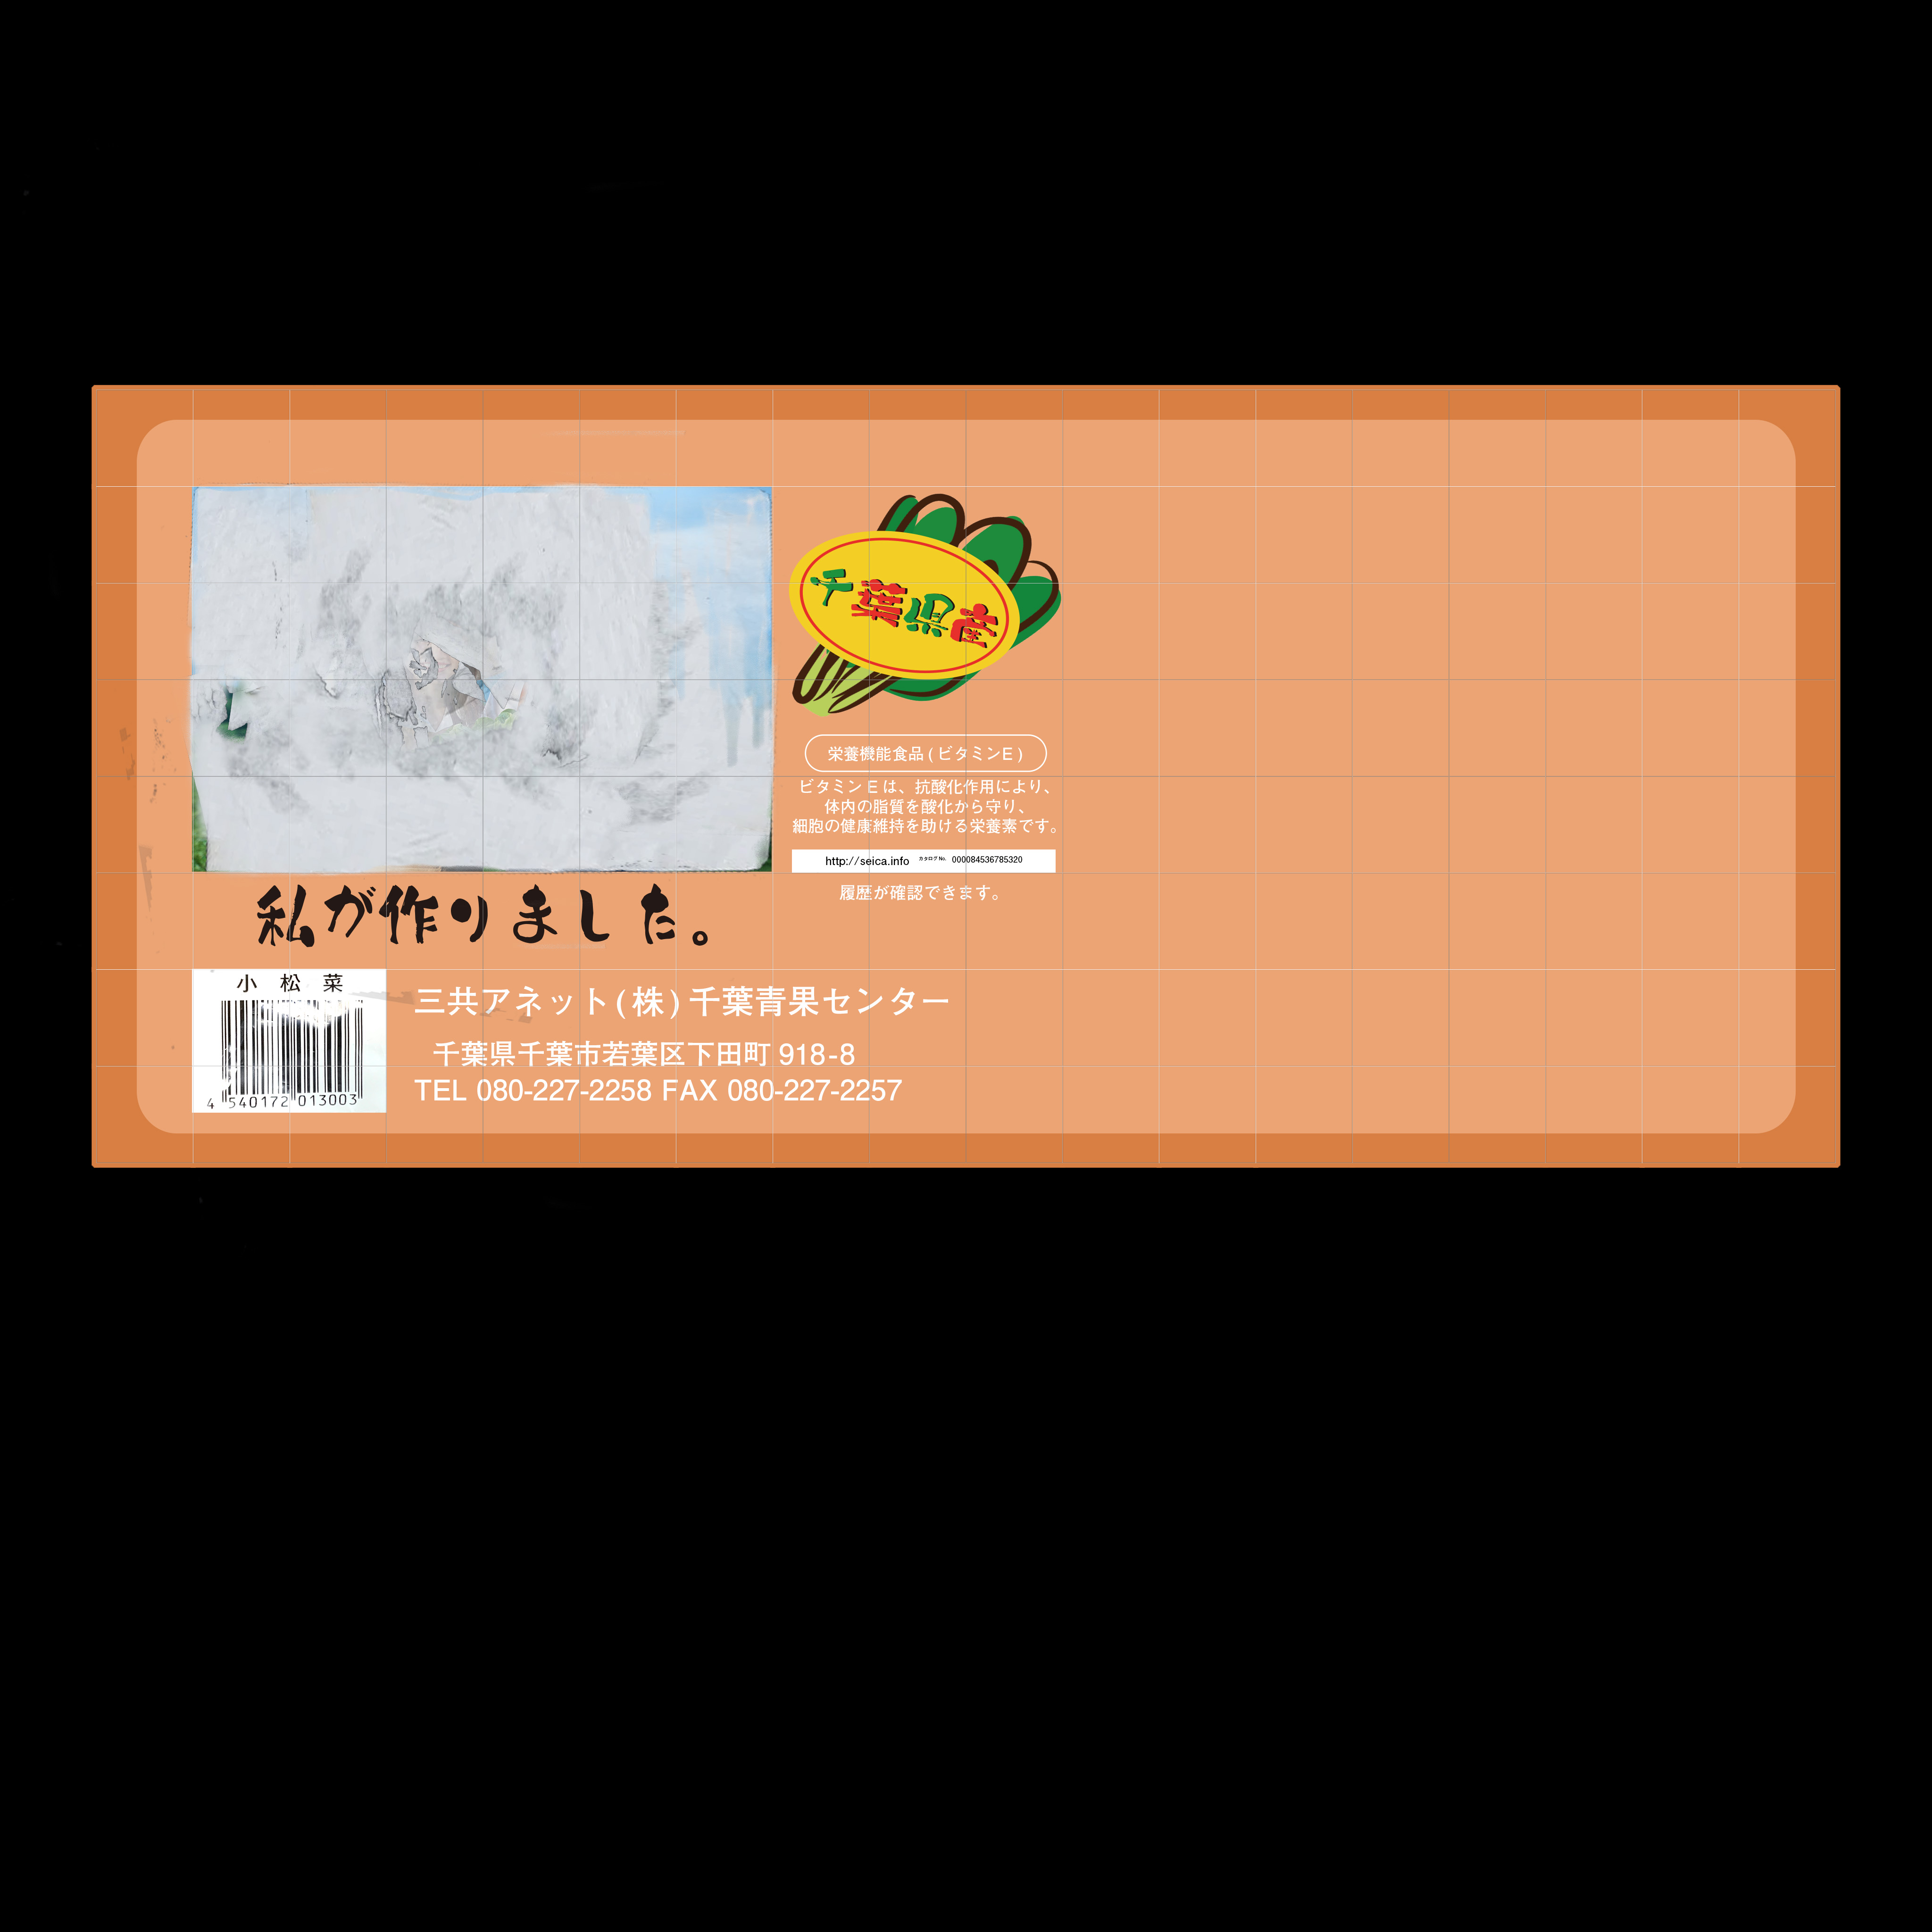 千葉県産
栄養機能食品(ビタミンE)
ビタミンEは、抗酸化作用により、
体内の脂質を酸化から守り、
細胞の健康維持を助ける栄養素です。
http://seica.info カタログNo. 000084536785320
履歴が確認できます。
私が作りました。
小松菜
4 540172 013003
三共アネット(株)千葉青果センター
千葉県千葉市若葉区下田町 918-8
TEL 080-227-2258 FAX 080-227-2257